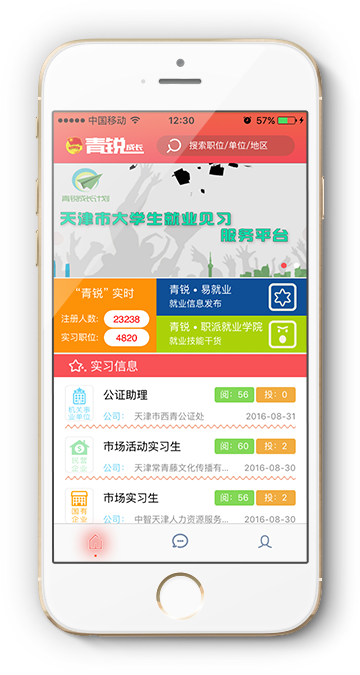 中国移动
12:30
57%
青锐成长
搜索职位/单位/地区
青锐成长计划
天津市大学生就业见习
服务平台
“青锐”实时
注册人数: 23238
实习职位: 4820
青锐·易就业
就业信息发布
青锐·职派就业学院
就业技能干货
实习信息
机关事业单位
公证助理
阅: 56
投: 0
公司: 天津市西青公证处
2016-08-31
民营企业
市场活动实习生
阅: 60
投: 2
公司: 天津常青藤文化传播有...
2016-08-30
国有企业
市场实习生
阅: 56
投: 2
公司: 中智天津人力资源服务...
2016-08-30